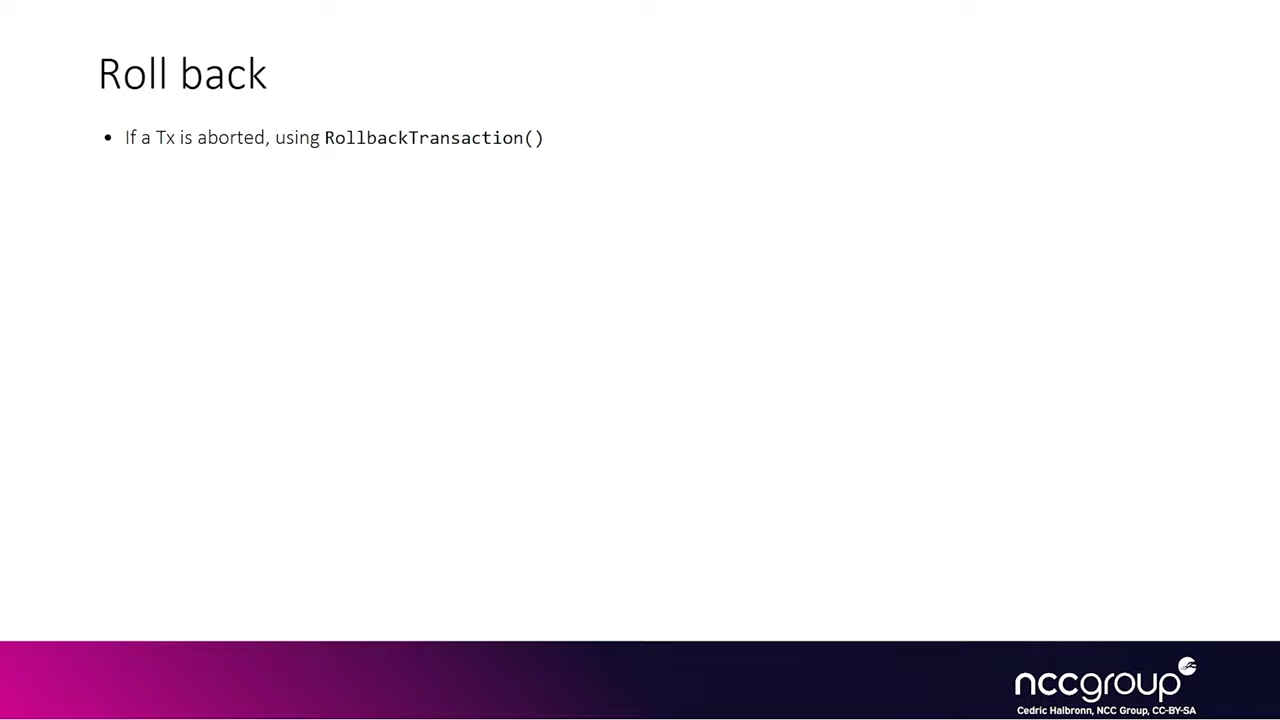 Roll back
• If a Tx is aborted, using RollbackTransaction()
nccgroup
Cedric Halbronn, NCC Group, CC-BY-SA